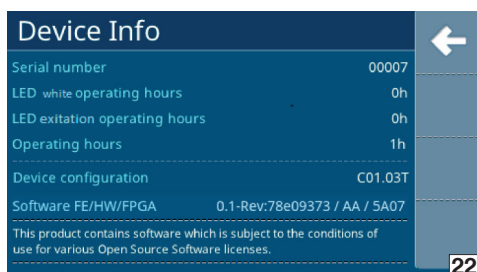 Device Info
Serial number 00007
LED white operating hours 0h
LED exitation operating hours 0h
Operating hours 1h
Device configuration C01.03T
Software FE/HW/FPGA 0.1-Rev:78e09373 / AA / 5A07
This product contains software which is subject to the conditions of
use for various Open Source Software licenses.
22